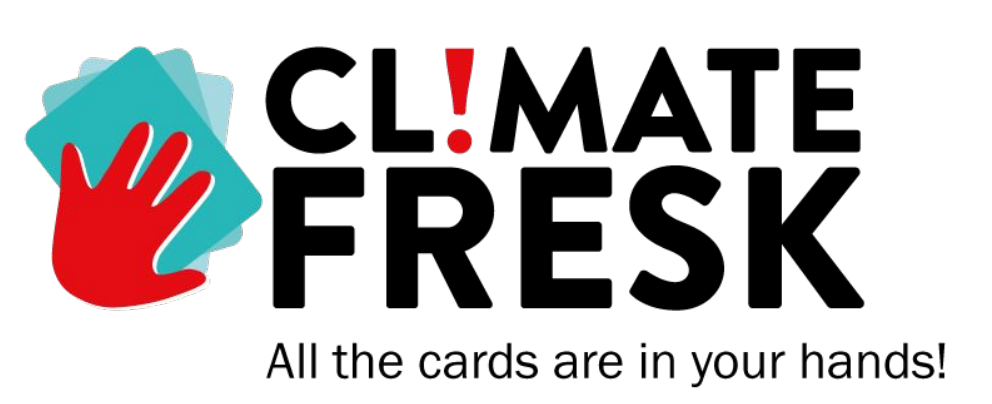 CL!MATE
FRESK
All the cards are in your hands!